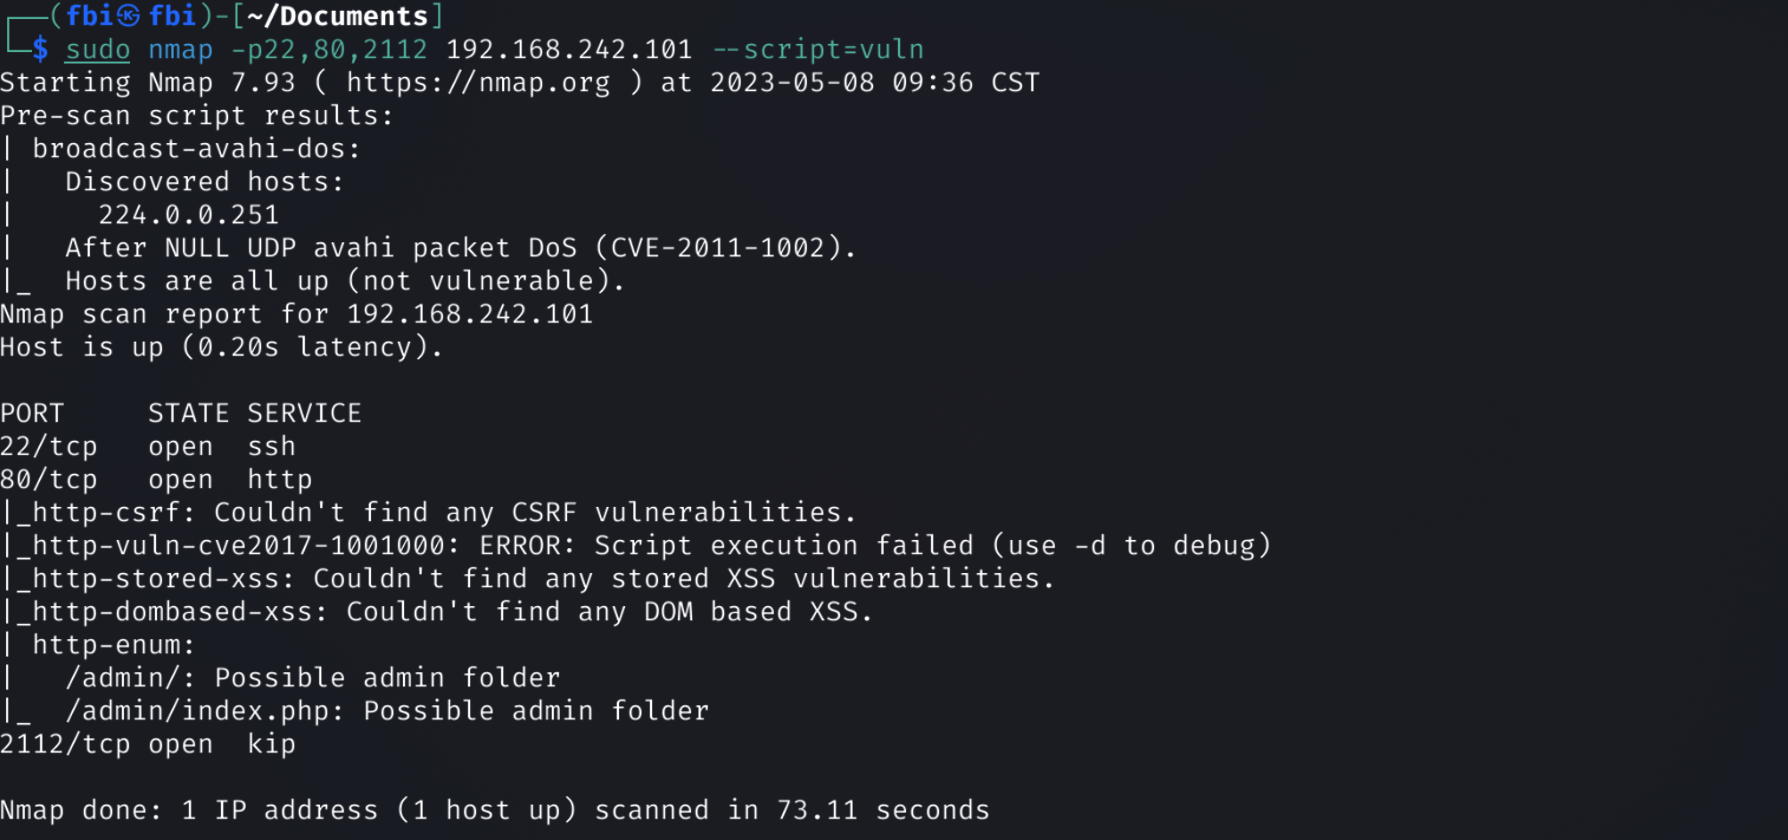 ┌──(fbi㉿fbi)-[~/Documents]
└─$ sudo nmap -p22,80,2112 192.168.242.101 --script=vuln
Starting Nmap 7.93 ( https://nmap.org ) at 2023-05-08 09:36 CST
Pre-scan script results:
| broadcast-avahi-dos:
|   Discovered hosts:
|     224.0.0.251
|   After NULL UDP avahi packet DoS (CVE-2011-1002).
|_  Hosts are all up (not vulnerable).
Nmap scan report for 192.168.242.101
Host is up (0.20s latency).

PORT     STATE SERVICE
22/tcp   open  ssh
80/tcp   open  http
|_http-csrf: Couldn't find any CSRF vulnerabilities.
|_http-vuln-cve2017-1001000: ERROR: Script execution failed (use -d to debug)
|_http-stored-xss: Couldn't find any stored XSS vulnerabilities.
|_http-dombased-xss: Couldn't find any DOM based XSS.
| http-enum:
|   /admin/: Possible admin folder
|_  /admin/index.php: Possible admin folder
2112/tcp open  kip

Nmap done: 1 IP address (1 host up) scanned in 73.11 seconds